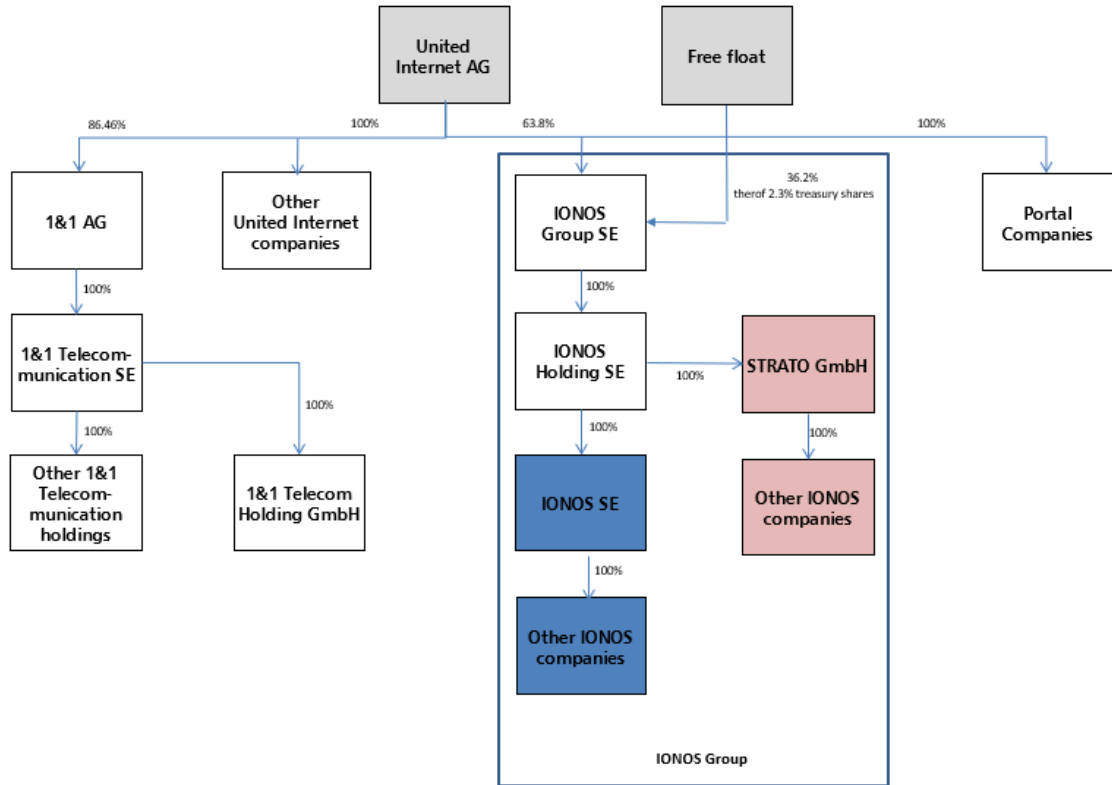 United
Internet AG
Free float
86.46%
100%
63.8%
100%
1&1 AG
Other
United Internet
companies
IONOS
Group SE
36.2%
therof 2.3% treasury shares
Portal
Companies
100%
100%
1&1 Telecom-
munication SE
IONOS
Holding SE
100%
STRATO GmbH
100%
100%
100%
100%
Other 1&1
Telecom-
munication
holdings
1&1 Telecom
Holding GmbH
IONOS SE
Other IONOS
companies
100%
Other IONOS
companies
IONOS Group